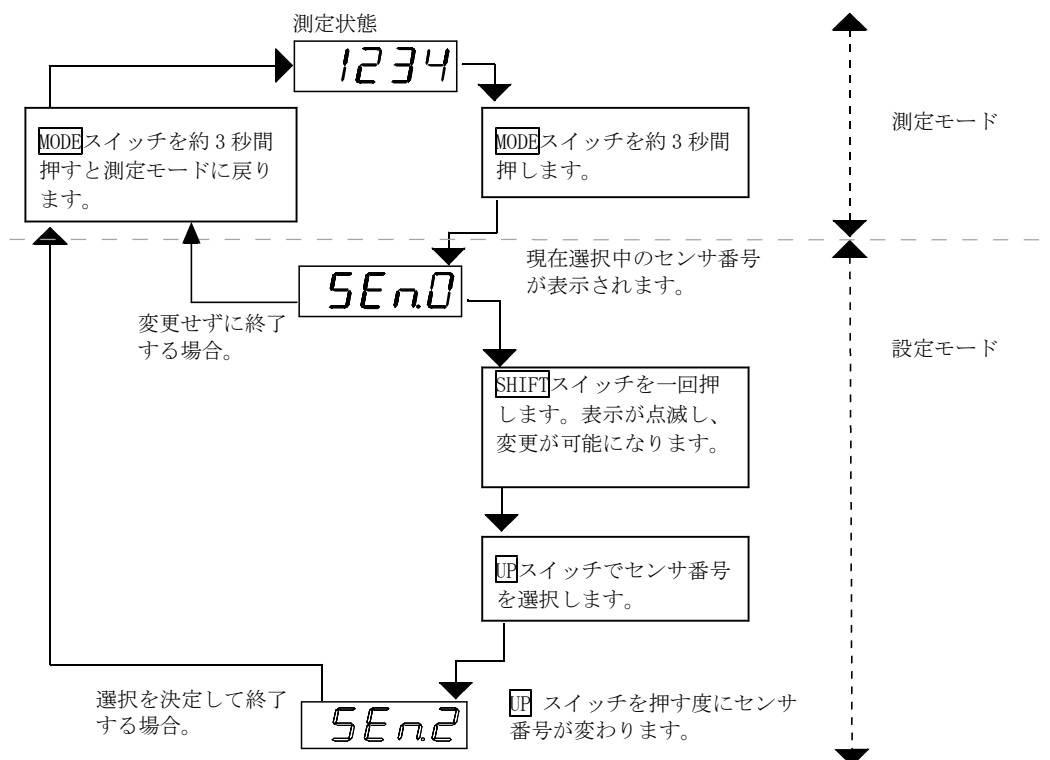 測定状態
1234
MODEスイッチを約3秒間
押すと測定モードに戻り
ます。
MODEスイッチを約3秒間
押します。
測定モード
SEn.0
現在選択中のセンサ番号
が表示されます。
変更せずに終了
する場合。
設定モード
SHIFTスイッチを一回押
します。表示が点滅し、
変更が可能になります。
UPスイッチでセンサ番号
を選択します。
選択を決定して終了
する場合。
SEn.2
UP スイッチを押す度にセンサ
番号が変わります。